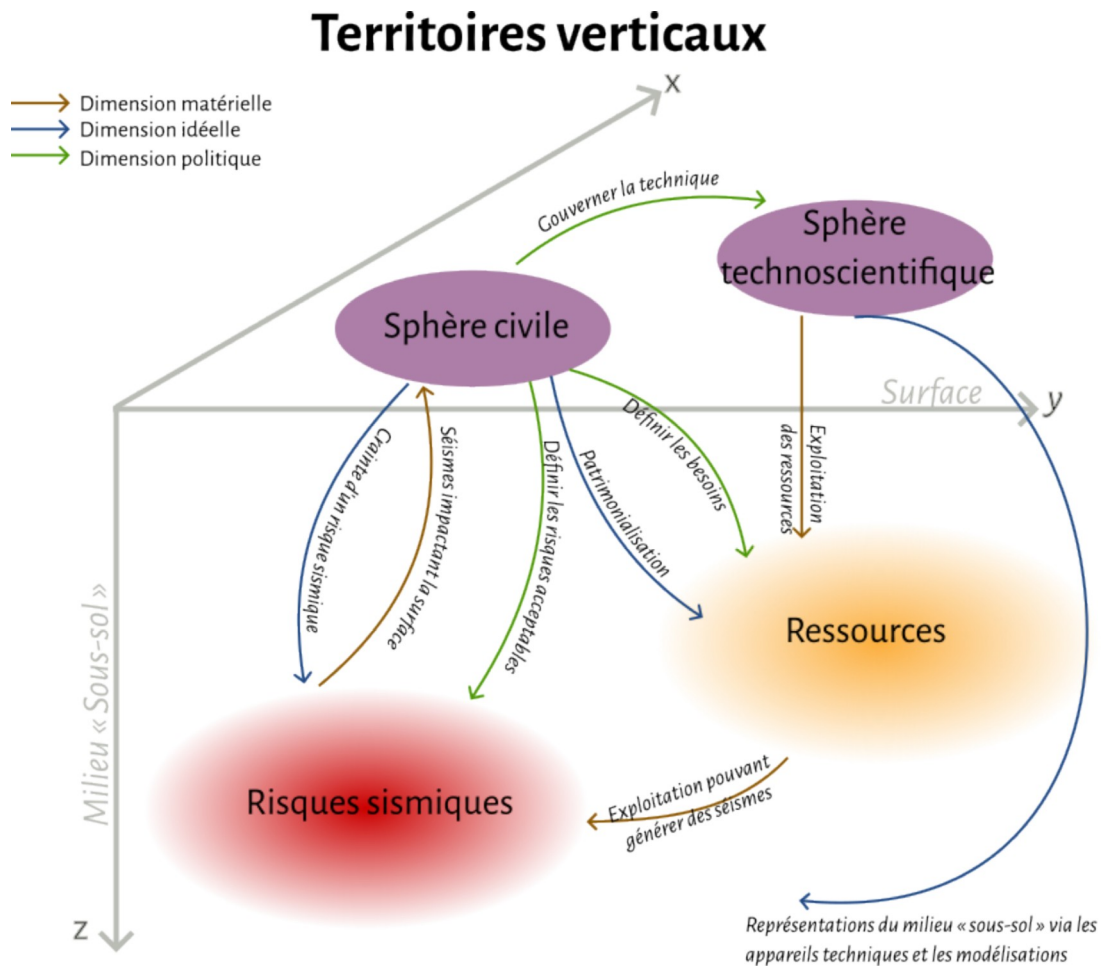 Territoires verticaux
Dimension matérielle
Dimension idéelle
Dimension politique
x
Gouverner la technique
Sphère
technoscientifique
Sphère civile
Surface
y
Définir les besoins
Exploitation
des ressources
Crainte d'un risque sismique
Séismes impactant la surface
Définir les risques acceptables
Patrimonialisation
Milieu « Sous-sol »
Ressources
Risques sismiques
Exploitation pouvant
générer des séismes
z
Représentations du milieu « sous-sol » via les
appareils techniques et les modélisations